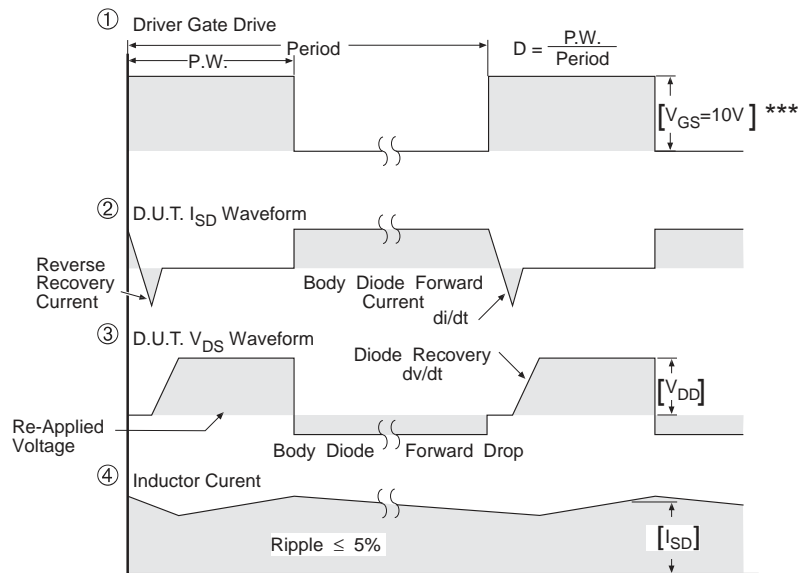 ① Driver Gate Drive
Period
P.W.
D = P.W.
Period
[VGS=10V] ***
② D.U.T. ISD Waveform
Reverse
Recovery
Current
Body Diode Forward
Current
di/dt
③ D.U.T. VDS Waveform
Diode Recovery
dv/dt
[VDD]
Re-Applied
Voltage
Body Diode Forward Drop
④ Inductor Curent
Ripple ≤ 5%
[ISD]